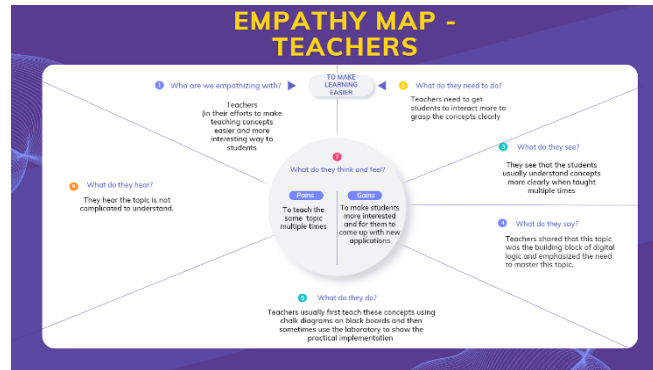 EMPATHY MAP -
TEACHERS
1 Who are we empathizing with?
TO MAKE
LEARNING
EASIER
2 What do they need to do?
Teachers
(in their efforts to make
teaching concepts
easier and more
interesting way to
students
Teachers need to get
students to interact more to
grasp the concepts clearly
3 What do they see?
They see that the students
usually understand concepts
more clearly when taught
multiple times
4 What do they say?
Teachers shared that this topic
was the building block of digital
logic and emphasized the need
to master this topic.
5 What do they do?
Teachers usually first teach these concepts using
chalk diagrams on black boards and then
sometimes use the laboratory to show the
practical implementation
6 What do they hear?
They hear the topic is not
complicated to understand.
7
What do they think and feel?
Pains
To teach the
same topic
multiple times
Gains
To make students
more interested
and for them to
come up with new
applications